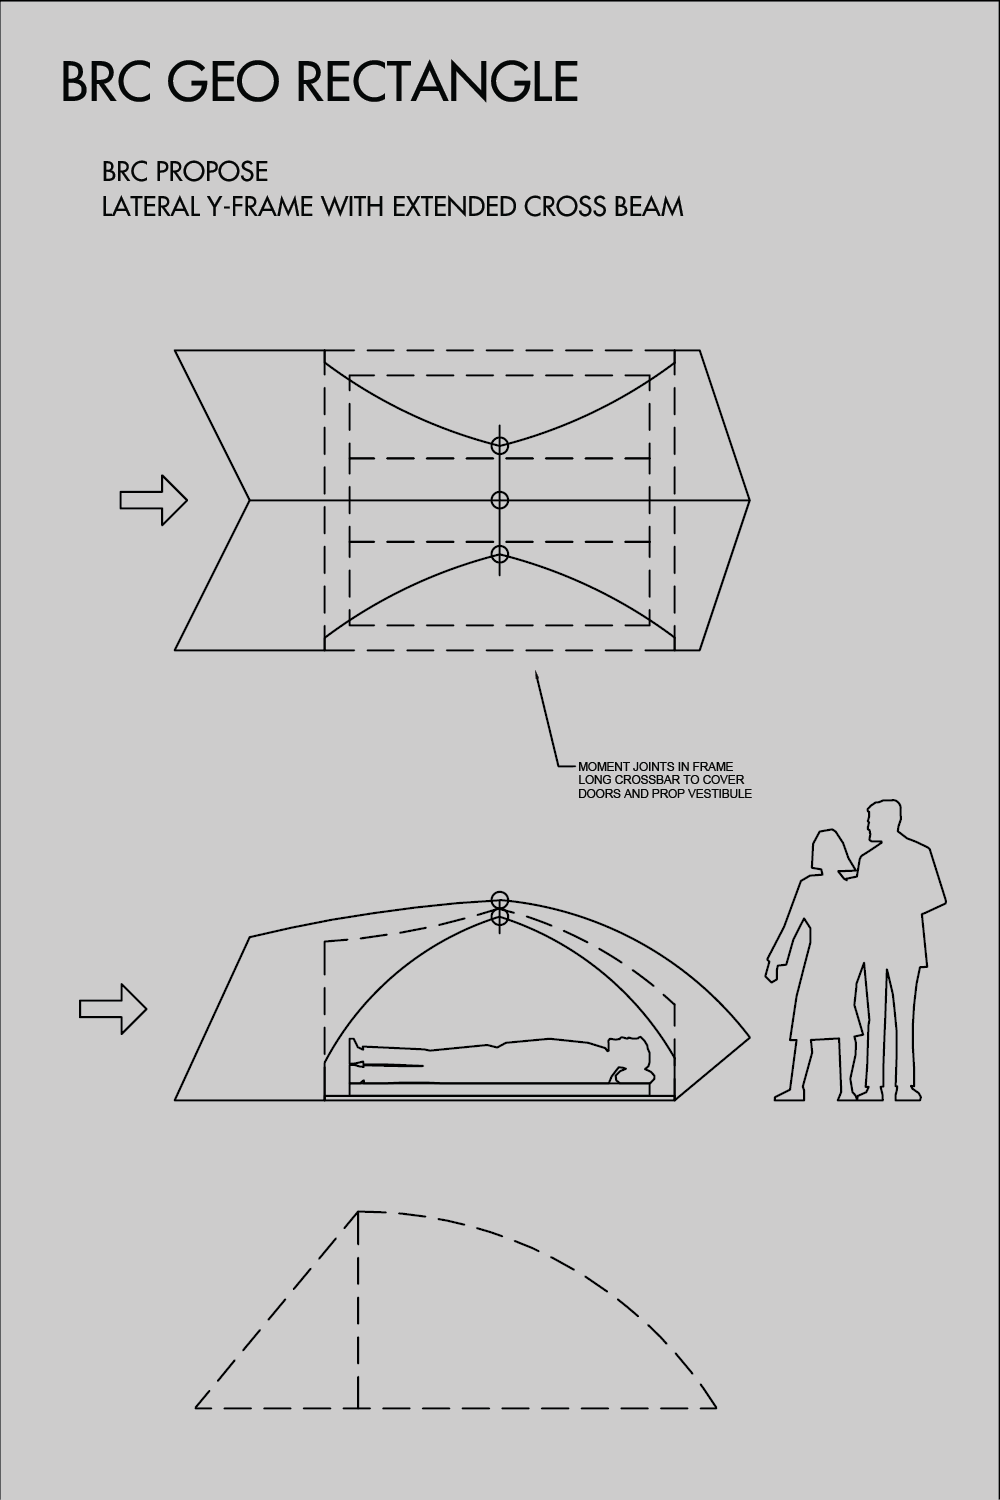 BRC GEO RECTANGLE
BRC PROPOSE
LATERAL Y-FRAME WITH EXTENDED CROSS BEAM
MOMENT JOINTS IN FRAME
LONG CROSSBAR TO COVER
DOORS AND PROP VESTIBULE